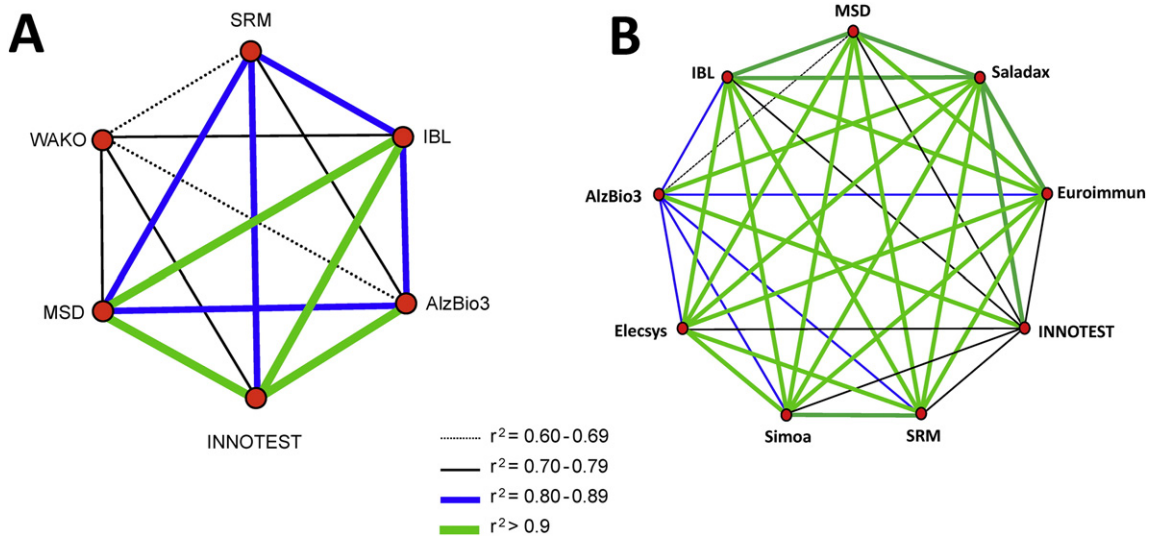 A
SRM
WAKO
IBL
MSD
AlzBio3
INNOTEST
r² = 0.60-0.69
r² = 0.70-0.79
r² = 0.80-0.89
r² > 0.9
B
MSD
IBL
Saladax
AlzBio3
Euroimmun
Elecsys
INNOTEST
Simoa
SRM